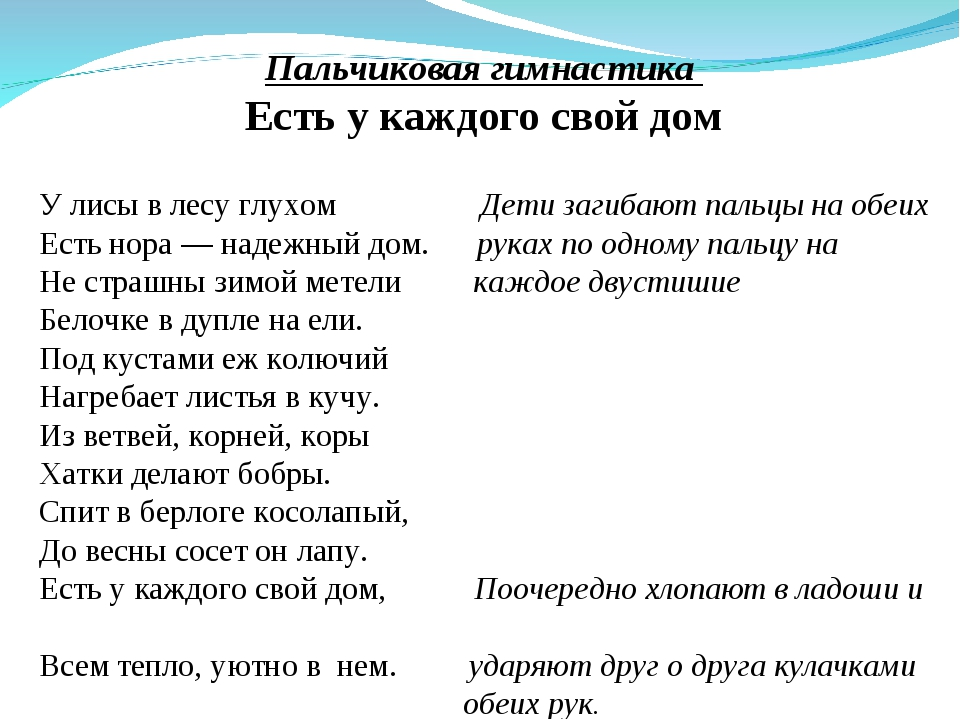 Пальчиковая гимнастика
Есть у каждого свой дом
У лисы в лесу глухом Дети загибают пальцы на обеих
Есть нора — надежный дом. руках по одному пальцу на
Не страшны зимой метели каждое двустишие
Белочке в дупле на ели.
Под кустами еж колючий
Нагребает листья в кучу.
Из ветвей, корней, коры
Хатки делают бобры.
Спит в берлоге косолапый,
До весны сосет он лапу.
Есть у каждого свой дом, Поочередно хлопают в ладоши и
Всем тепло, уютно в нем. ударяют друг о друга кулачками
обеих рук.